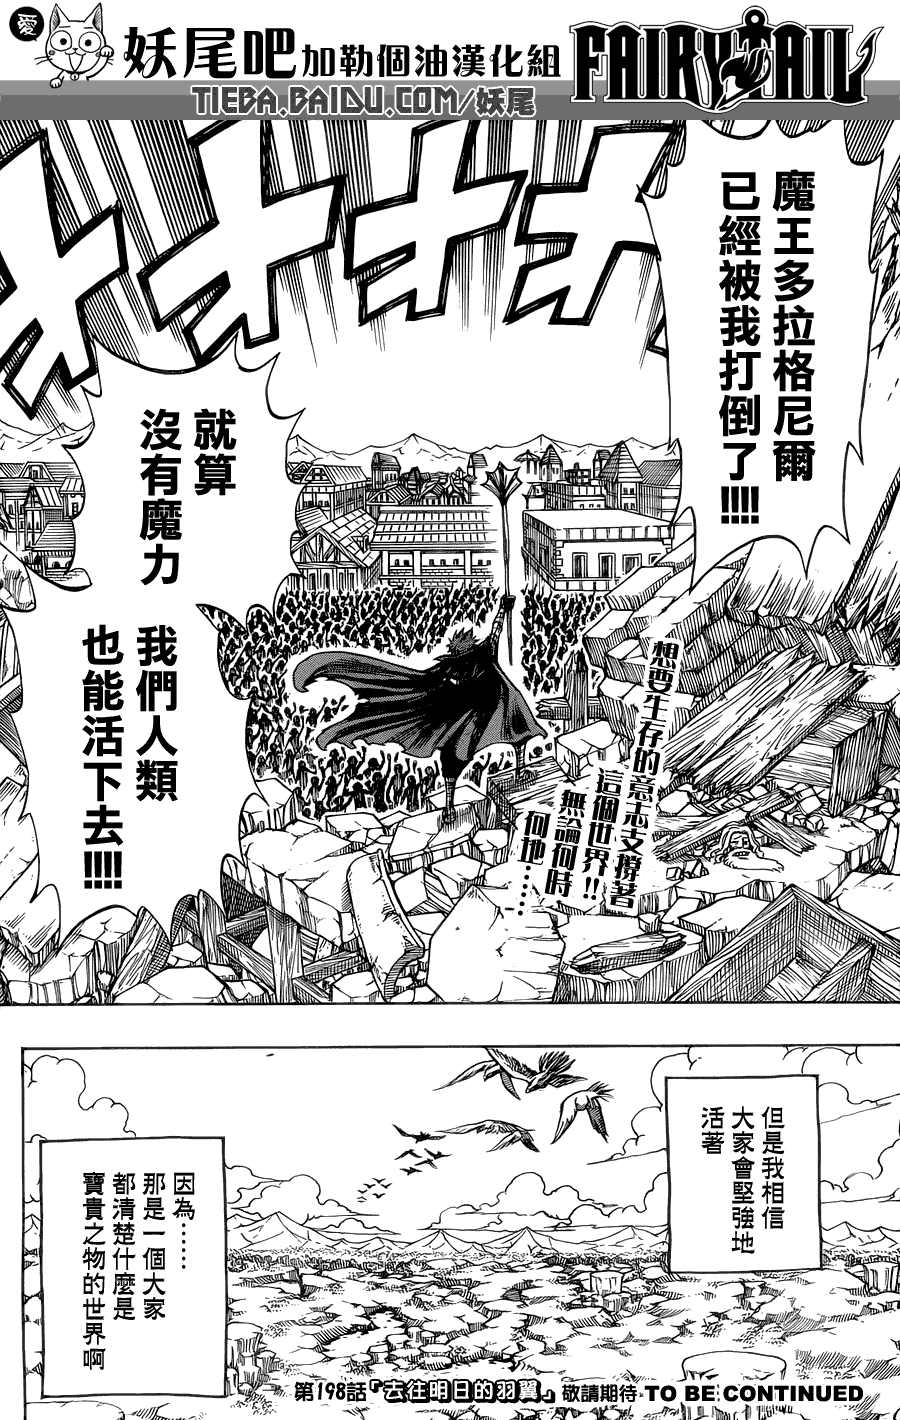 愛
妖尾吧 加勒個油漢化組
FAIRY TAIL
TIEBA.BAIDU.COM/妖尾
魔王多拉格尼爾
已經被我打倒了!!!!
就算
沒有魔力
我們人類
也能活下去!!!!
想要生存的意志支撐著
這個世界!!
無論何時
何地……
但是我相信
大家會堅強地
活著
因為……
那是一個大家
都清楚什麼是
寶貴之物的世界啊
第198話「去往明日的羽翼」敬請期待 TO BE CONTINUED